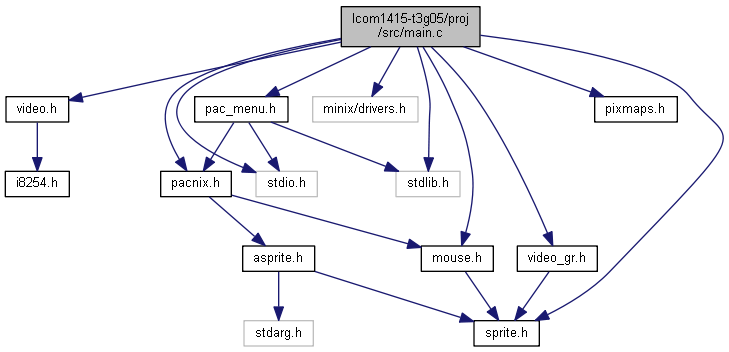 lcom1415-t3g05/proj
/src/main.c
video.h
pac_menu.h
minix/drivers.h
pixmaps.h
i8254.h
pacnix.h
stdio.h
stdlib.h
asprite.h
mouse.h
video_gr.h
stdarg.h
sprite.h